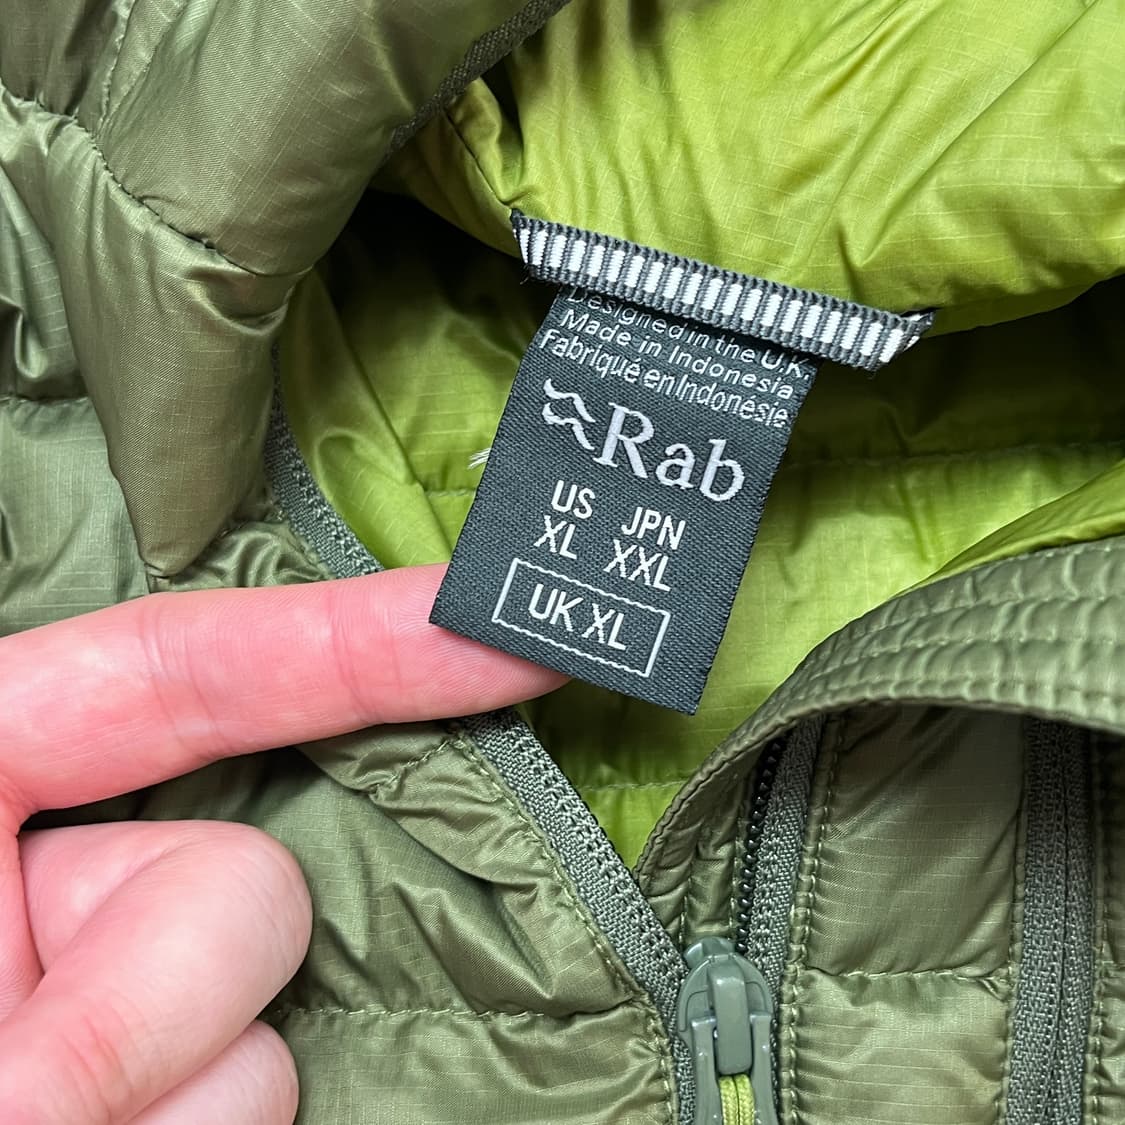 Designed in the U.K.
Made in Indonesia
Fabriqué en Indonésie
Rab
US JPN
XL XXL
UK XL